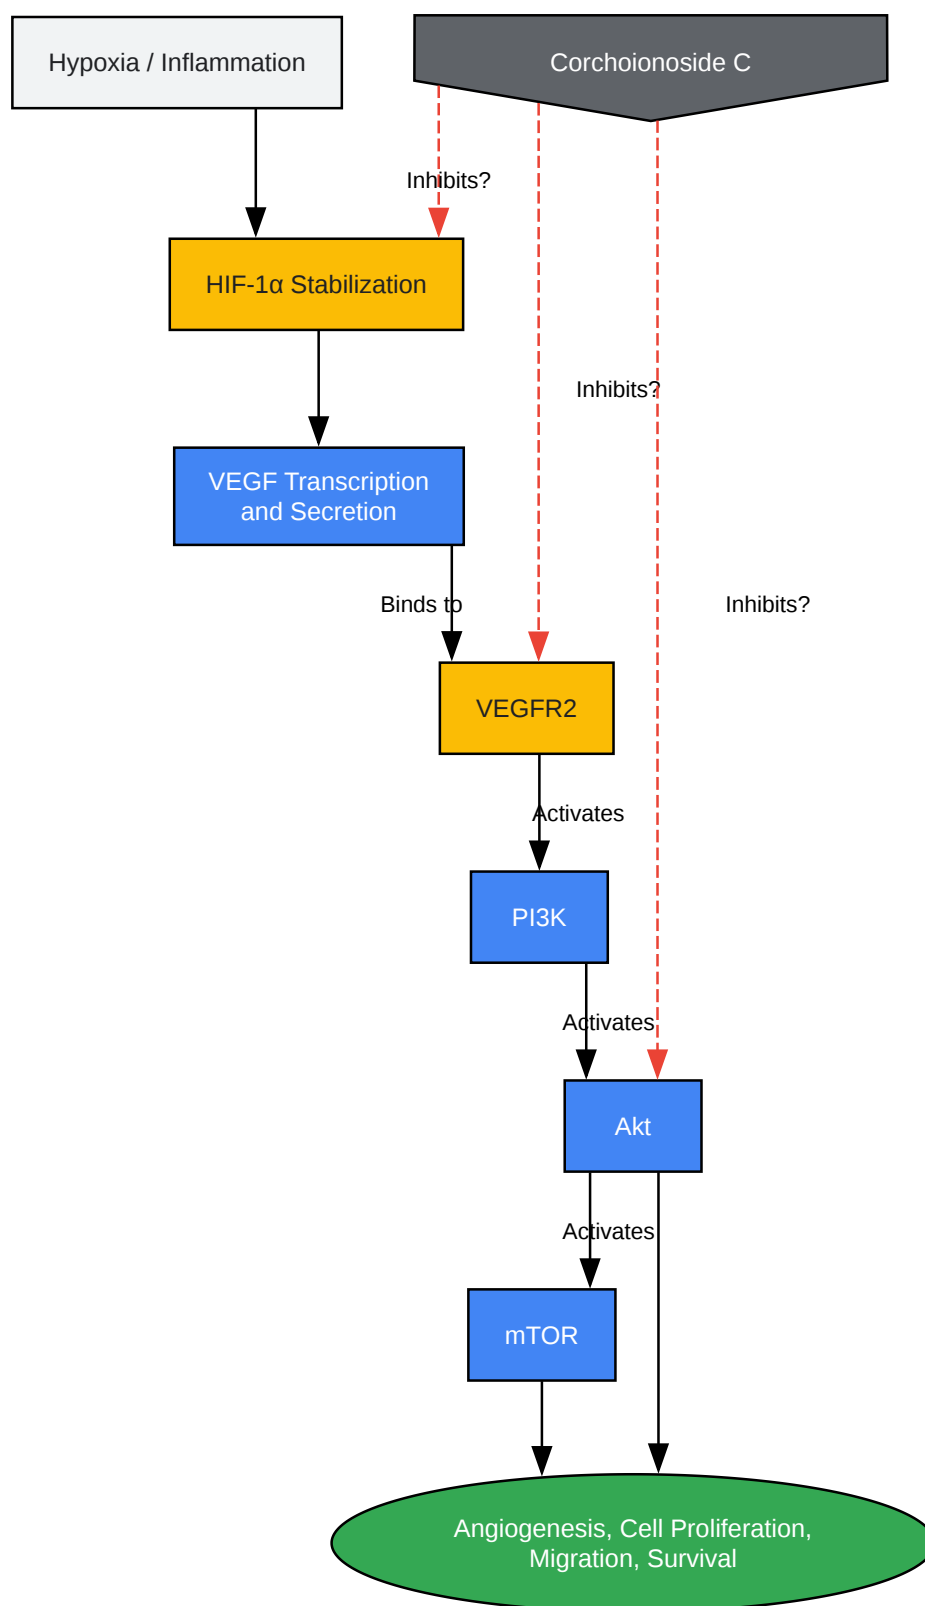 Hypoxia / Inflammation
Corchoionoside C
Inhibits?
HIF-1α Stabilization
Inhibits?
VEGF Transcription
and Secretion
Binds to
Inhibits?
VEGFR2
Activates
PI3K
Activates
Akt
Activates
mTOR
Angiogenesis, Cell Proliferation,
Migration, Survival